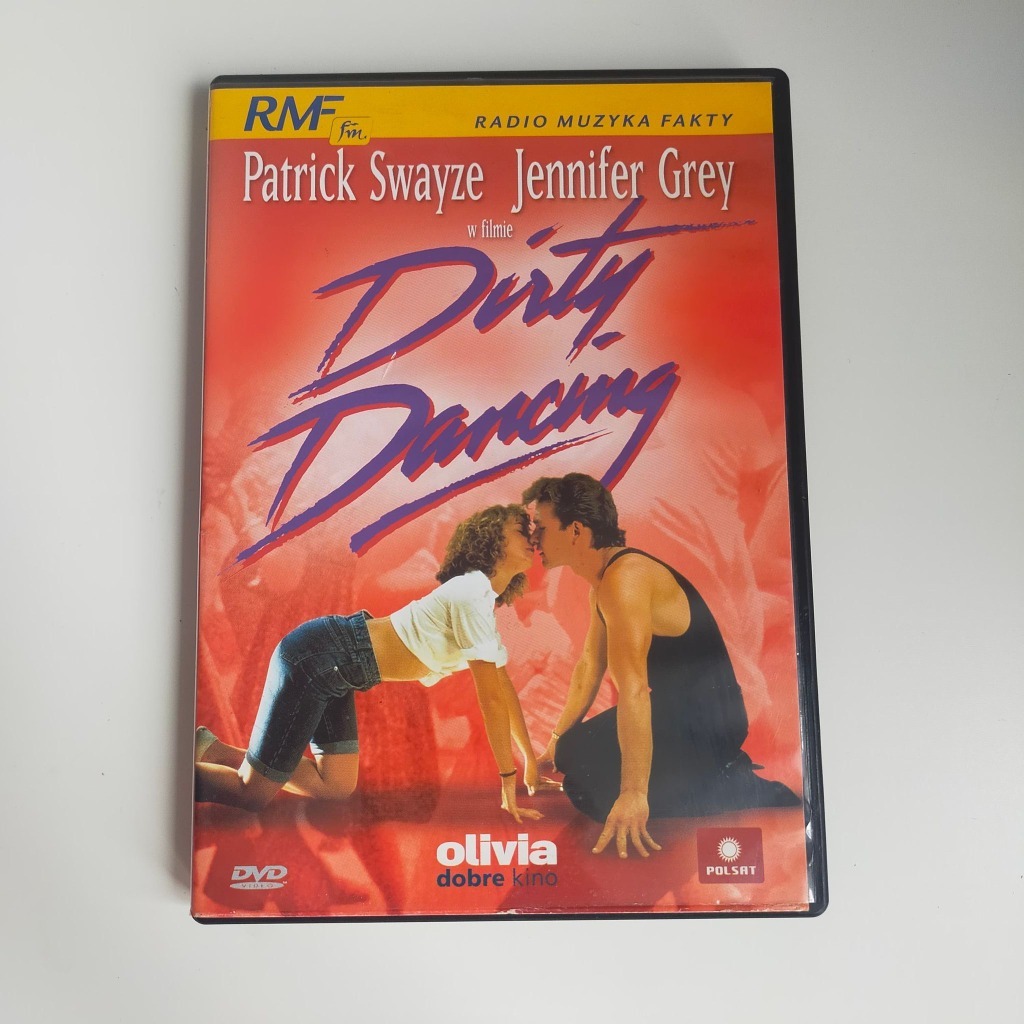 RMF fm
RADIO MUZYKA FAKTY
Patrick Swayze Jennifer Grey
w filmie
Dirty
Dancing
olivia
dobre kino
DVD
VIDEO
POLSAT